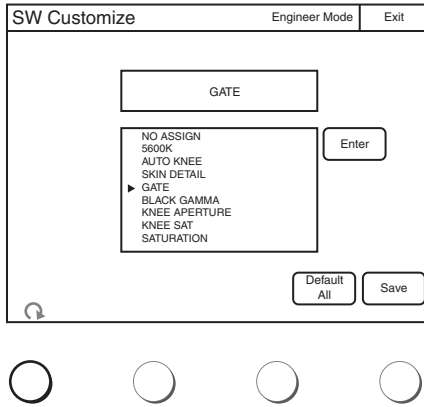 SW Customize
Engineer Mode
Exit
GATE
NO ASSIGN
5600K
AUTO KNEE
SKIN DETAIL
GATE
BLACK GAMMA
KNEE APERTURE
KNEE SAT
SATURATION
Enter
Default
All
Save